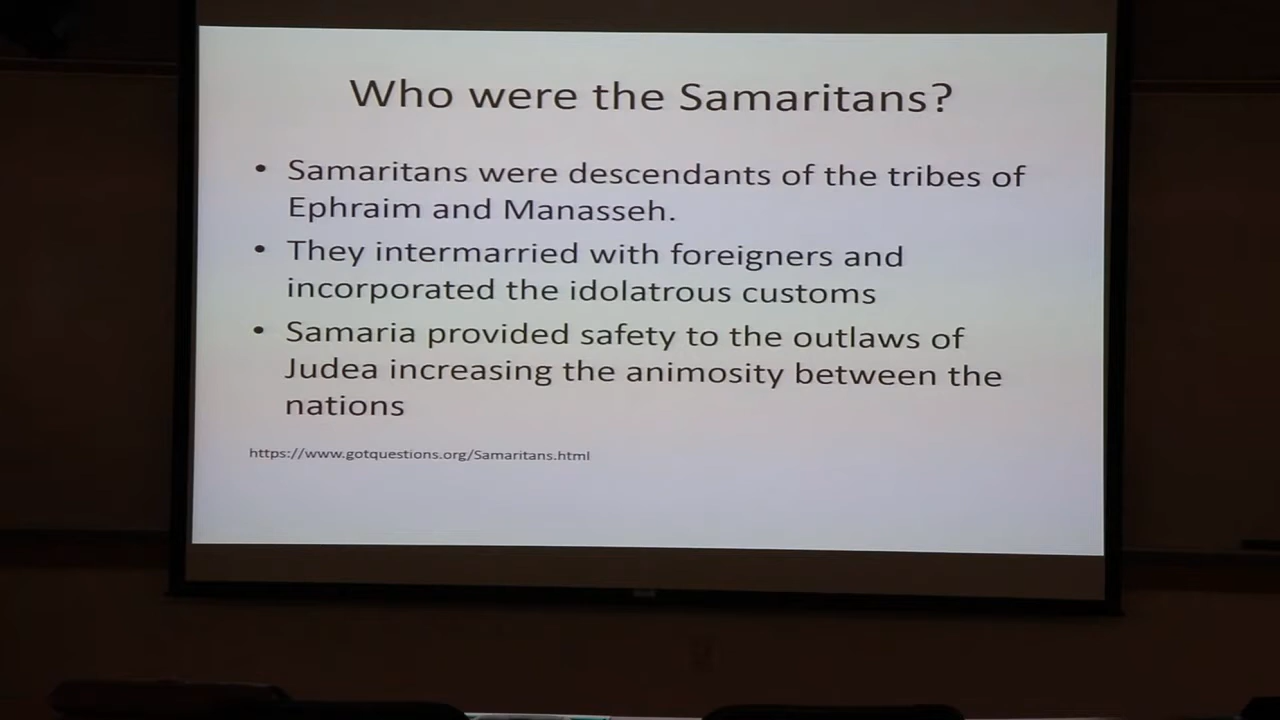 Who were the Samaritans?
• Samaritans were descendants of the tribes of
Ephraim and Manasseh.
• They intermarried with foreigners and
incorporated the idolatrous customs
• Samaria provided safety to the outlaws of
Judea increasing the animosity between the
nations
https://www.gotquestions.org/Samaritans.html